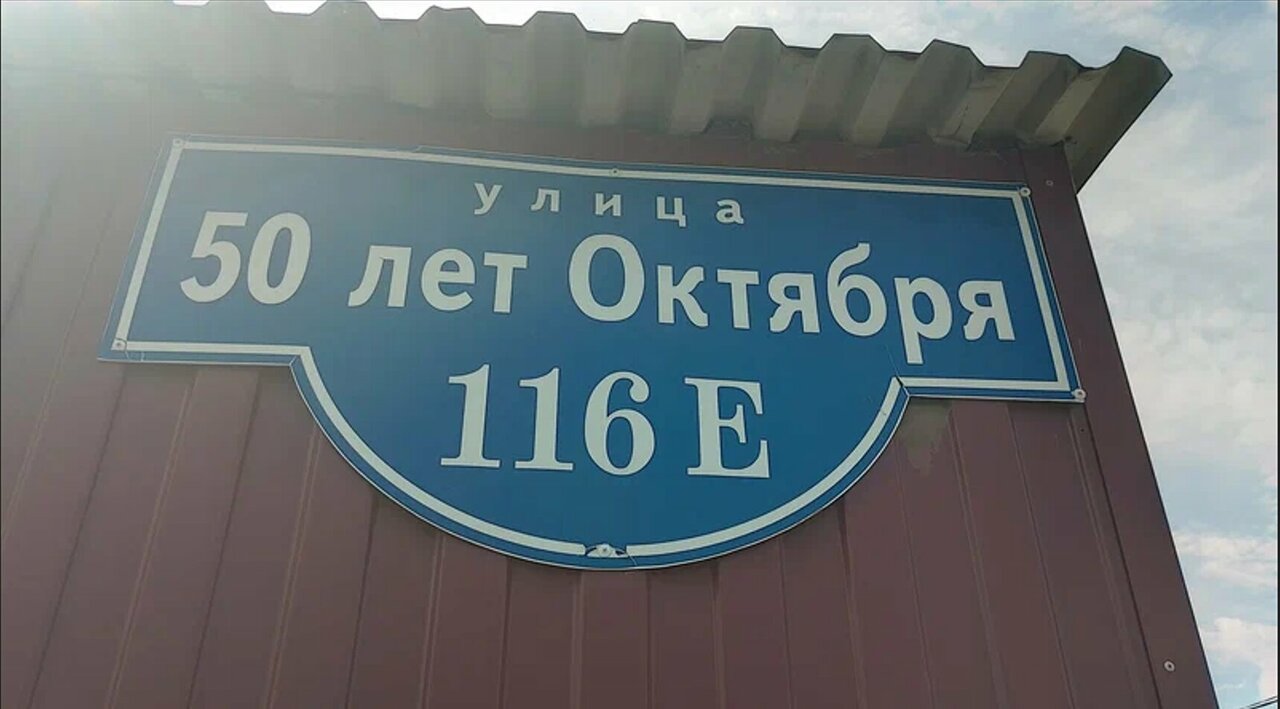 улица
50 лет Октября
116 Е